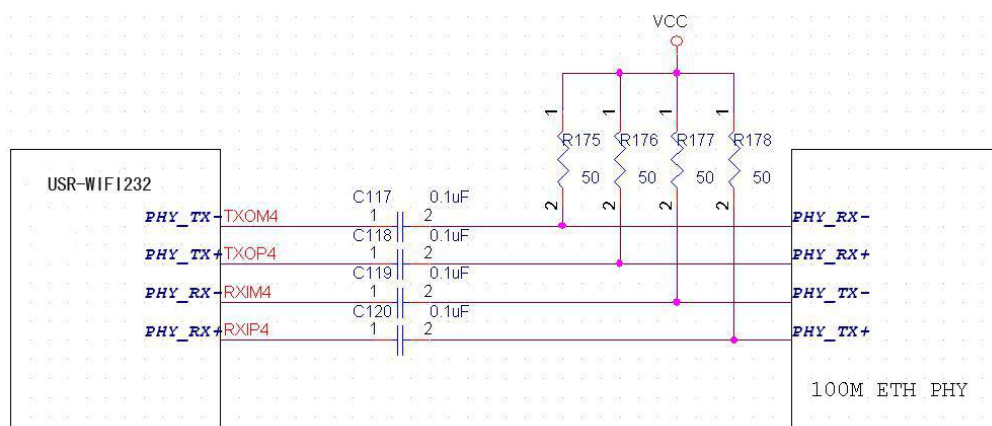 VCC
1 1 1 1
R175 R176 R177 R178
50 50 50 50
2 2 2 2
USR-WIFI232
C117 0.1uF
PHY_TX- TXOM4 1 2 PHY_RX-
C118 0.1uF
PHY_TX+ TXOP4 1 2 PHY_RX+
C119 0.1uF
PHY_RX- RXIM4 1 2 PHY_TX-
C120 0.1uF
PHY_RX+ RXIP4 1 2 PHY_TX+
100M ETH PHY